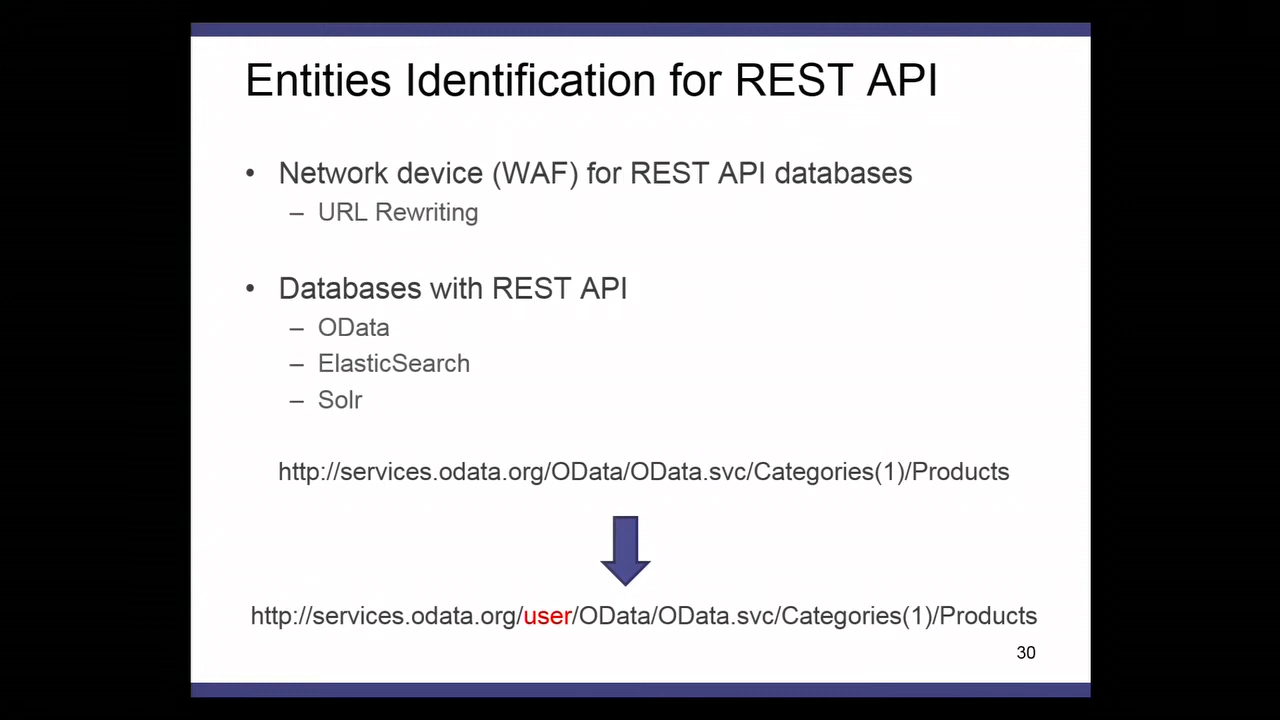 Entities Identification for REST API
• Network device (WAF) for REST API databases
– URL Rewriting
• Databases with REST API
– OData
– ElasticSearch
– Solr
http://services.odata.org/OData/OData.svc/Categories(1)/Products
http://services.odata.org/user/OData/OData.svc/Categories(1)/Products
30